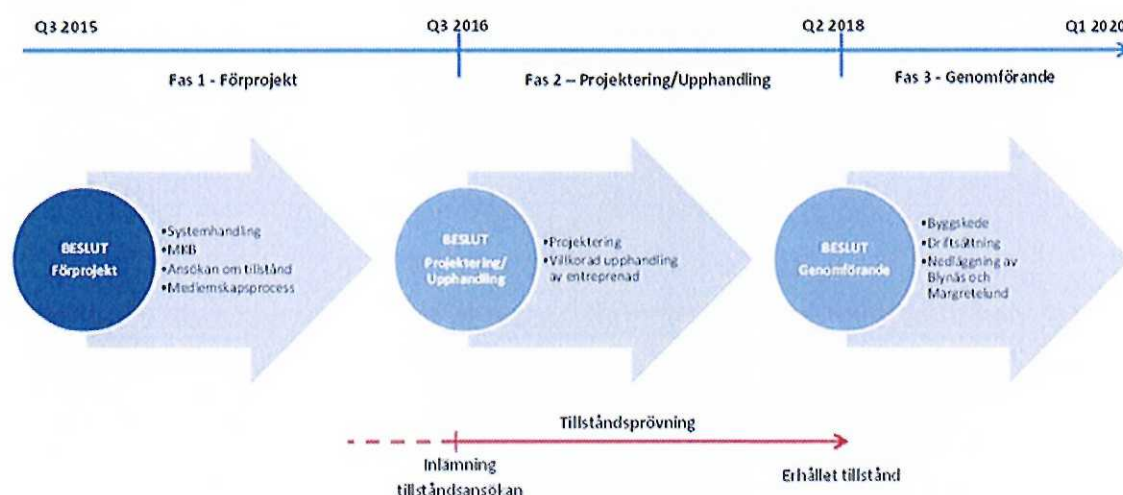 Q3 2015
Q3 2016
Q2 2018
Q1 2020
Fas 1 - Förprojekt
Fas 2 – Projektering/Upphandling
Fas 3 - Genomförande
BESLUT
Förprojekt
•Systemhandling
•MKB
•Ansökan om tillstånd
•Medlemskapsprocess
BESLUT
Projektering/
Upphandling
•Projektering
•Villkorad upphandling
av entreprenad
BESLUT
Genomförande
•Byggskede
•Driftsättning
•Nedläggning av
Blynäs och
Margretelund
Tillståndsprövning
Inlämning
tillståndsansökan
Erhållet tillstånd